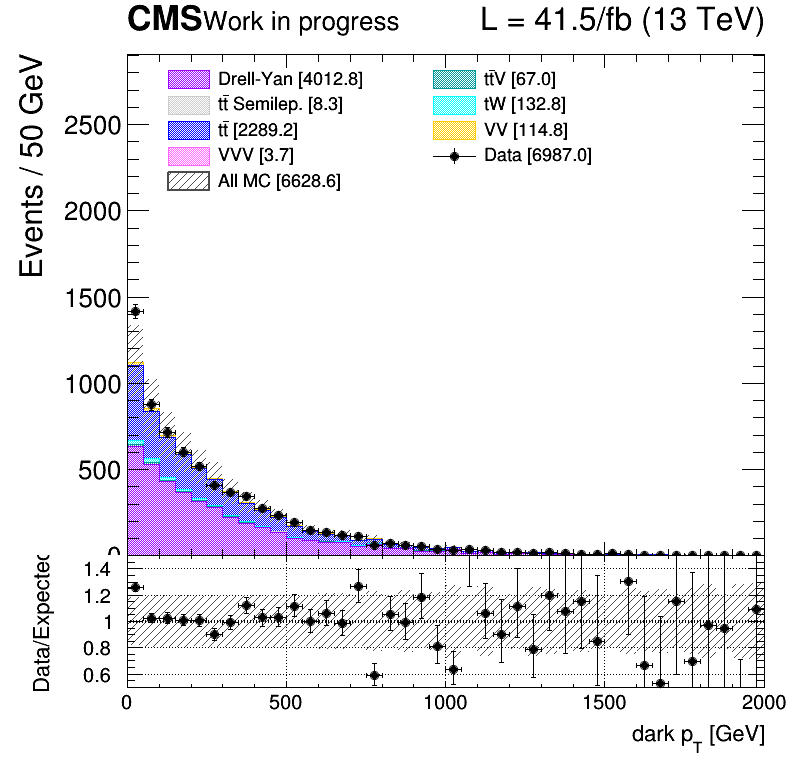 CMS Work in progress L = 41.5/fb (13 TeV)
Events / 50 GeV
Drell-Yan [4012.8]
tt̄ Semilep. [8.3]
tt̄ [2289.2]
VVV [3.7]
All MC [6628.6]
tt̄V [67.0]
tW [132.8]
VV [114.8]
Data [6987.0]
2500
2000
1500
1000
500
0
Data/Expected
1.4
1.2
1
0.8
0.6
0 500 1000 1500 2000
dark p_T [GeV]